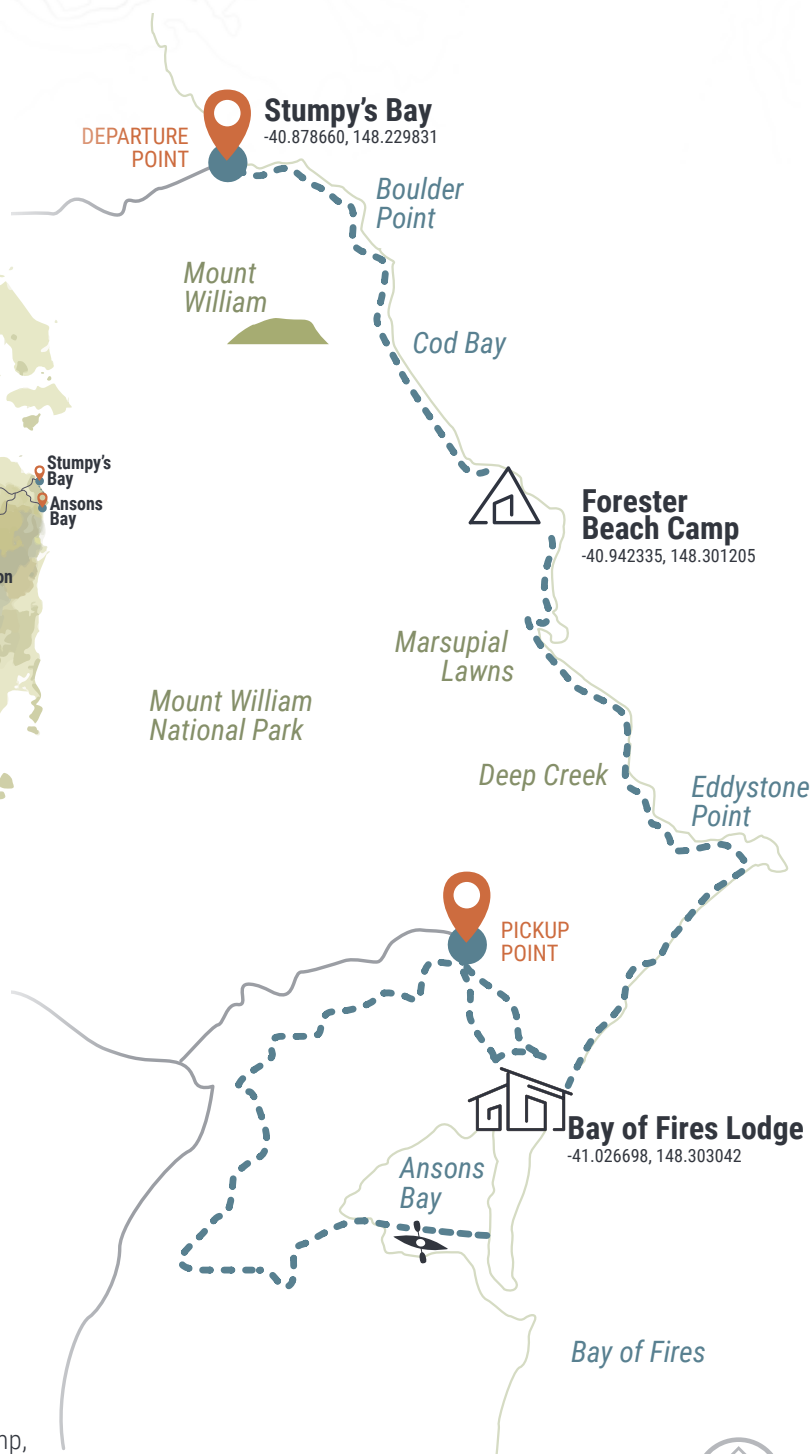 Stumpy's Bay
-40.878660, 148.229831
DEPARTURE
POINT
Boulder
Point
Mount
William
Cod Bay
Stumpy's
Bay
Ansons
Bay
Forester
Beach Camp
-40.942335, 148.301205
on
Marsupial
Lawns
Mount William
National Park
Deep Creek
Eddystone
Point
PICKUP
POINT
Bay of Fires Lodge
-41.026698, 148.303042
Ansons
Bay
Bay of Fires
mp,